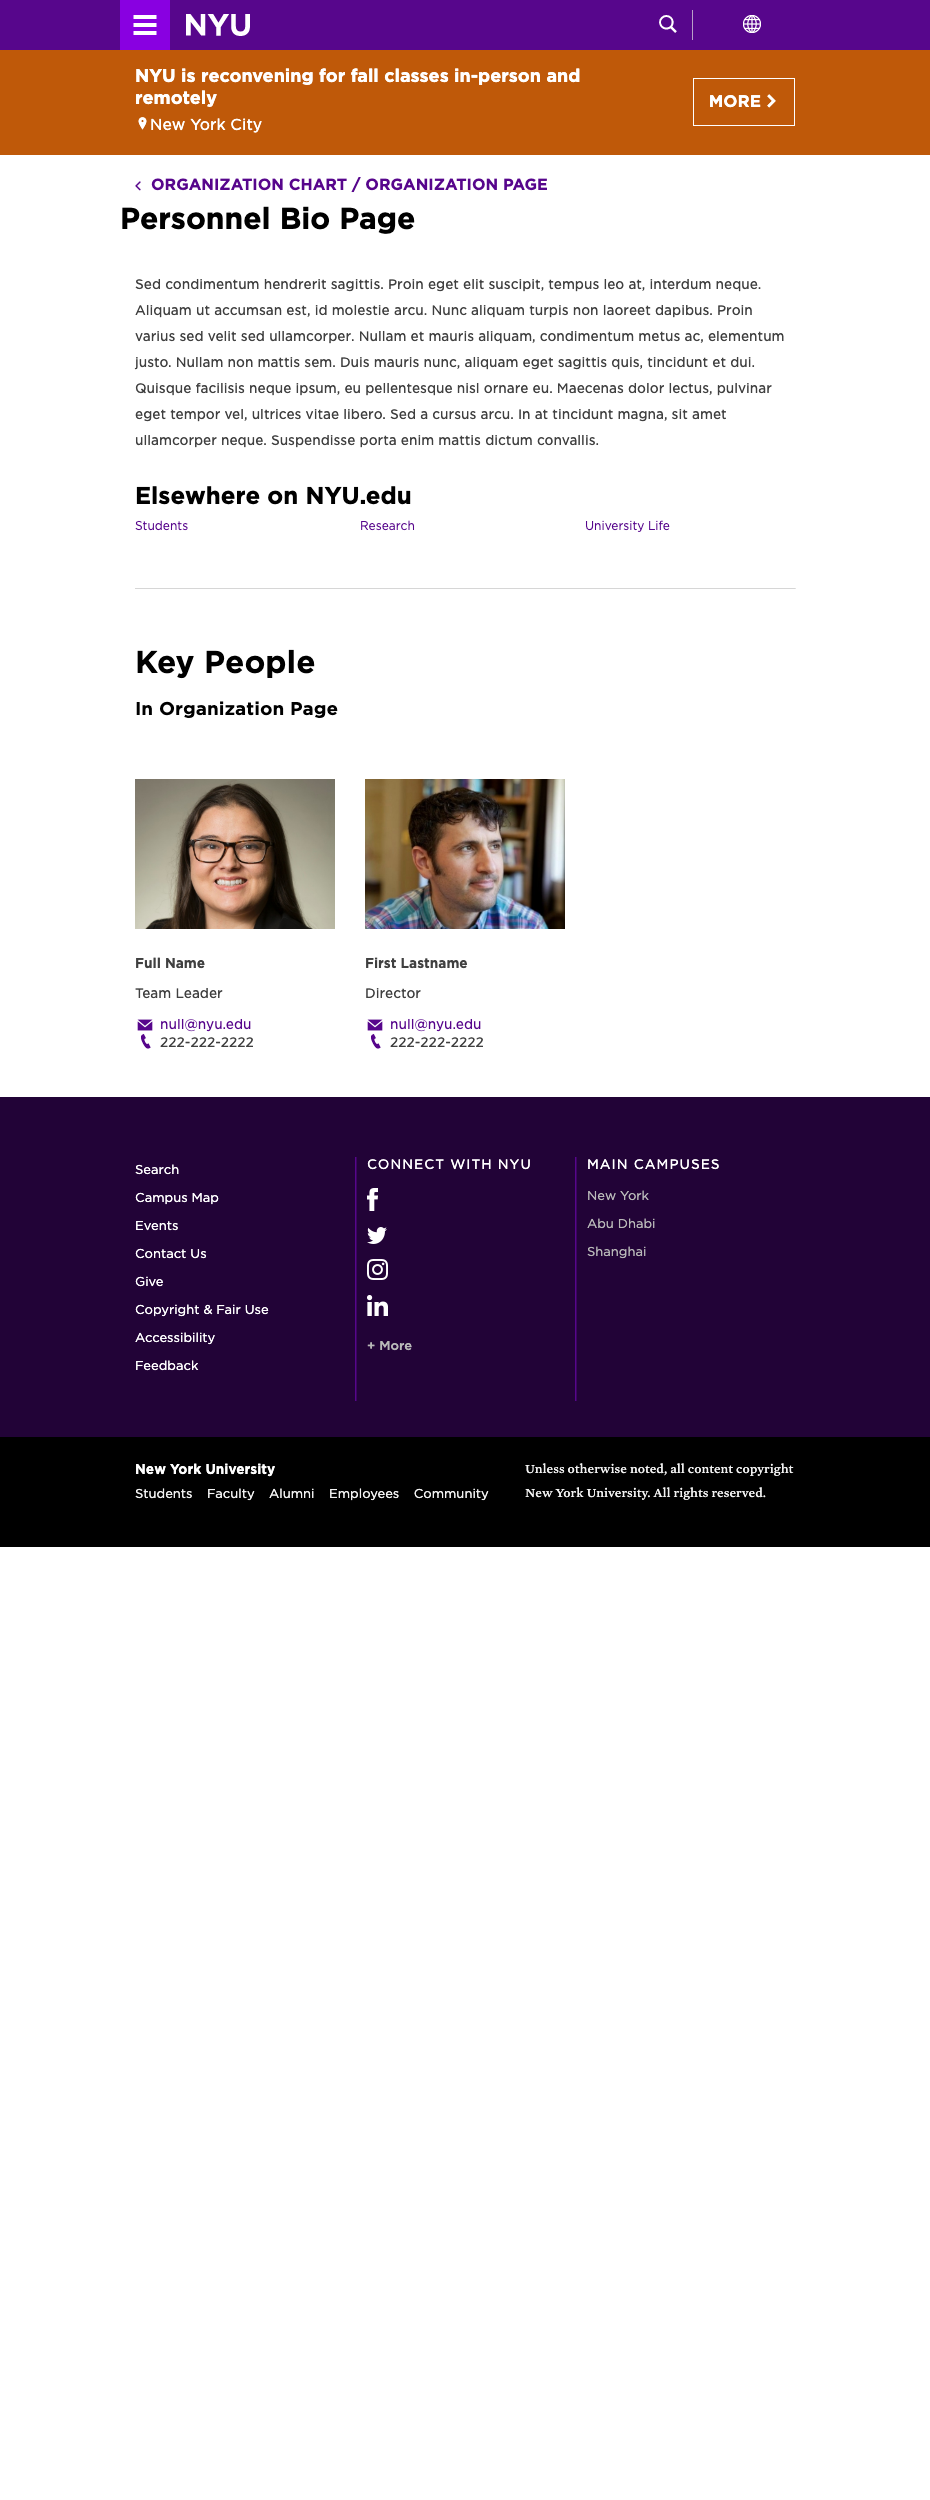 NYU
NYU is reconvening for fall classes in-person and
remotely
New York City
MORE
ORGANIZATION CHART / ORGANIZATION PAGE
Personnel Bio Page
Sed condimentum hendrerit sagittis. Proin eget elit suscipit, tempus leo at, interdum neque.
Aliquam ut accumsan est, id molestie arcu. Nunc aliquam turpis non laoreet dapibus. Proin
varius sed velit sed ullamcorper. Nullam et mauris aliquam, condimentum metus ac, elementum
justo. Nullam non mattis sem. Duis mauris nunc, aliquam eget sagittis quis, tincidunt et dui.
Quisque facilisis neque ipsum, eu pellentesque nisl ornare eu. Maecenas dolor lectus, pulvinar
eget tempor vel, ultrices vitae libero. Sed a cursus arcu. In at tincidunt magna, sit amet
ullamcorper neque. Suspendisse porta enim mattis dictum convallis.
Elsewhere on NYU.edu
Students Research University Life
Key People
In Organization Page
Full Name
Team Leader
null@nyu.edu
222-222-2222
First Lastname
Director
null@nyu.edu
222-222-2222
Search
Campus Map
Events
Contact Us
Give
Copyright & Fair Use
Accessibility
Feedback
CONNECT WITH NYU
+ More
MAIN CAMPUSES
New York
Abu Dhabi
Shanghai
New York University
Students Faculty Alumni Employees Community
Unless otherwise noted, all content copyright
New York University. All rights reserved.